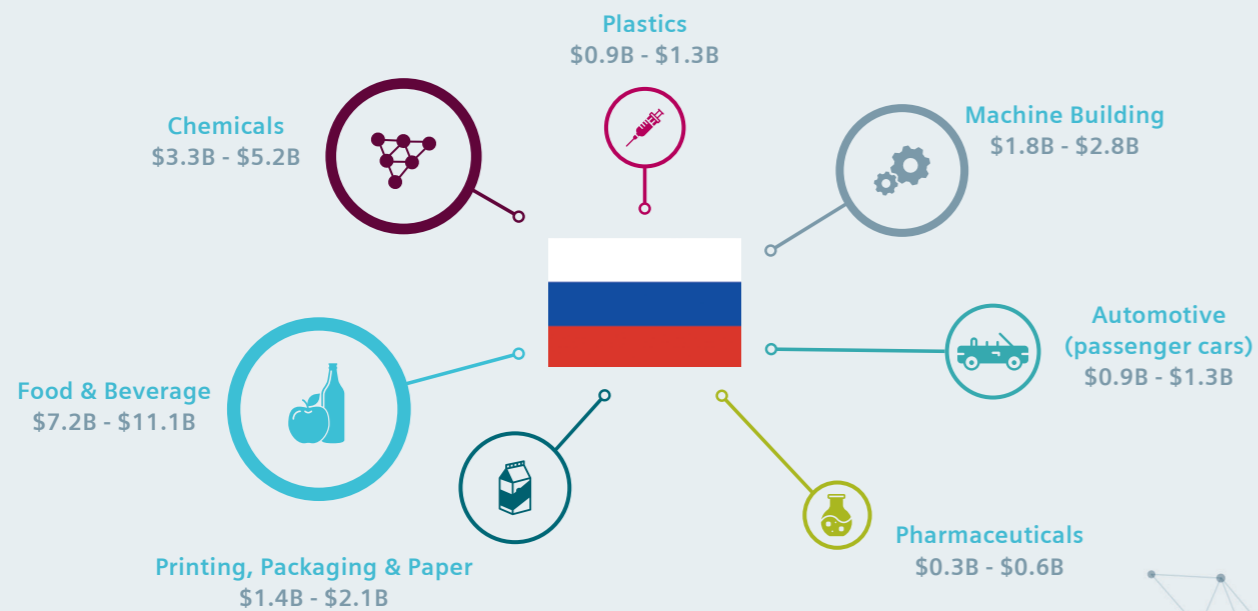 Plastics
$0.9B - $1.3B
Chemicals
$3.3B - $5.2B
Machine Building
$1.8B - $2.8B
Automotive
(passenger cars)
$0.9B - $1.3B
Food & Beverage
$7.2B - $11.1B
Pharmaceuticals
$0.3B - $0.6B
Printing, Packaging & Paper
$1.4B - $2.1B